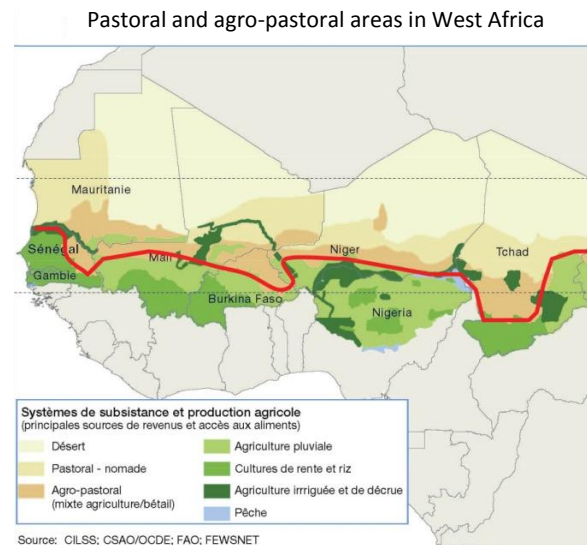 Pastoral and agro-pastoral areas in West Africa
Mauritanie
Sénégal
Mali
Niger
Tchad
Gambie
Burkina Faso
Nigeria
Systèmes de subsistance et production agricole
(principales sources de revenus et accès aux aliments)
Désert
Agriculture pluviale
Pastoral - nomade
Cultures de rente et riz
Agro-pastoral
(mixte agriculture/bétail)
Agriculture irrriguée et de décrue
Pêche
Source: CILSS; CSAO/OCDE; FAO; FEWSNET